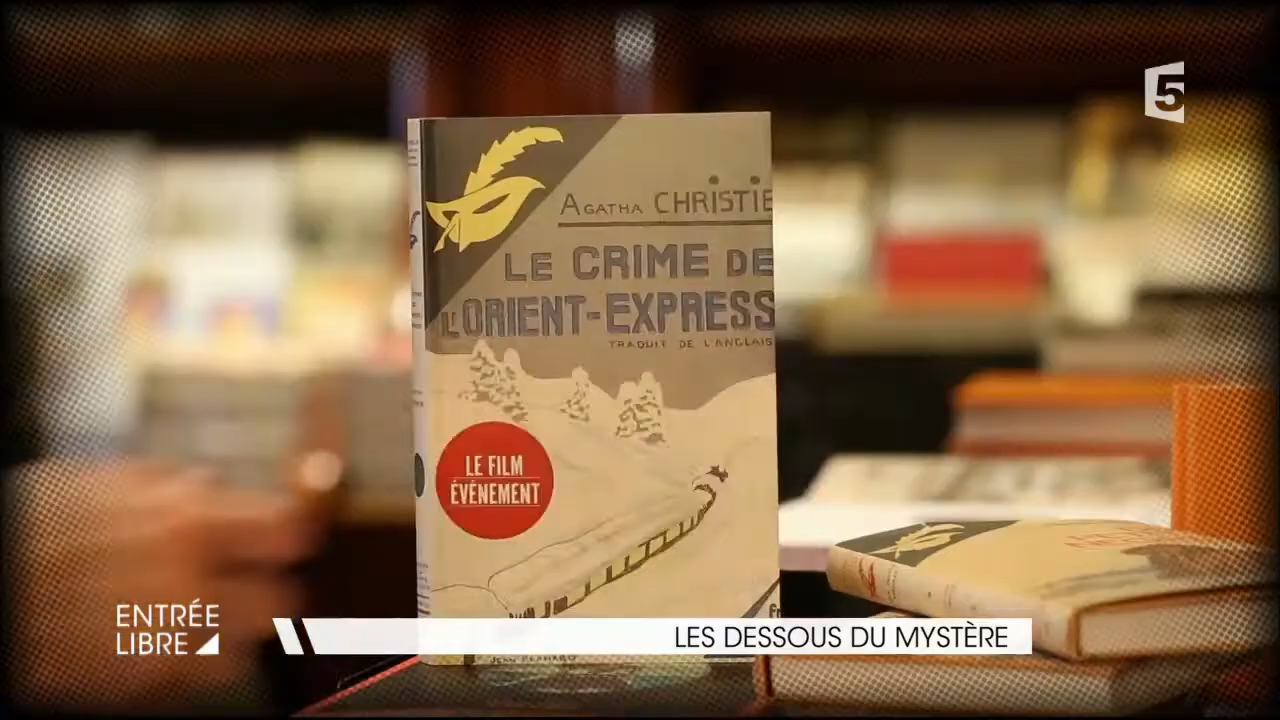 5
AGATHA CHRISTIE
LE CRIME DE
L'ORIENT-EXPRESS
TRADUIT DE L'ANGLAIS
LE FILM
ÉVÉNEMENT
ENTRÉE
LIBRE
LES DESSOUS DU MYSTÈRE